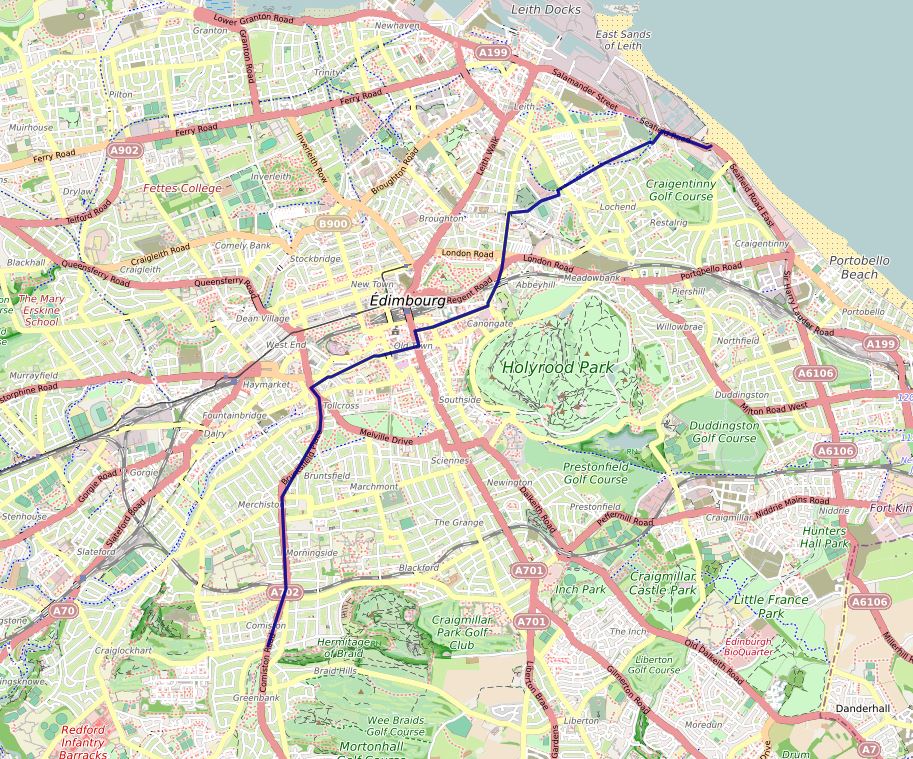 Leith Docks
Lower Granton Road
Granton
Newhaven
East Sands
of Leith
A199
Granton Road
Trinity
Salamander Street
Pilton
Ferry Road
Leith
Muirhouse
Ferry Road
Seafield
Ferry Road
A902
Inverleith Row
Leith Walk
Broughton Road
Inverleith
Fettes College
Drylaw
Craigentinny
Golf Course
Seafield Road East
Telford Road
Lochend
B900
Broughton
Restalrig
Comely Bank
Craigleith Road
Craigentinny
Blackhall
Craigleith
Stockbridge
London Road
London Road
Portobello
Beach
Queensferry Road
Queensferry Road
New Town
Abbeyhill
Meadowbank
Portobello Road
Regent Road
Piershill
Sir Harry Lauder Road
The Mary
Erskine
School
Édimbourg
Dean Village
Canongate
Willowbrae
Portobello
West End
Old Town
Northfield
A199
Murrayfield
Holyrood Park
A6106
Haymarket
storphine Road
Tollcross
Southside
Duddingston
Milton Road West
Fountainbridge
Dalry
Melville Drive
Duddingston
Golf Course
A6106
Gorgie
Bruntsfield
Sciennes
Prestonfield
Golf Course
Gorgie Road
Marchmont
Newington
Merchiston
Dalkeith Road
Prestonfield
Niddrie Mains Road
Fort Kin
Stenhouse
Slateford Road
The Grange
Peffermill Road
Craigmillar
Niddrie
Hunters
Hall Park
Slateford
Morningside
Blackford
A701
Inch Park
Craigmillar
Castle Park
A702
Little France
Park
A6106
A70
A701
Craigmillar
Park Golf
Club
Comiston
The Inch
Hermitage
of Braid
Edinburgh
BioQuarter
Craiglockhart
Comiston Road
Old Dalkeith Road
Millerhill
Braid Hills
Liberton
Golf Course
Liberton Brae
Gilmerton Road
Greenbank
Danderhall
Wee Braids
Golf Course
Liberton
Moredun
Redford
Infantry
Barracks
Mortonhall
Golf Course
Gardens
Drive
Drum
A7